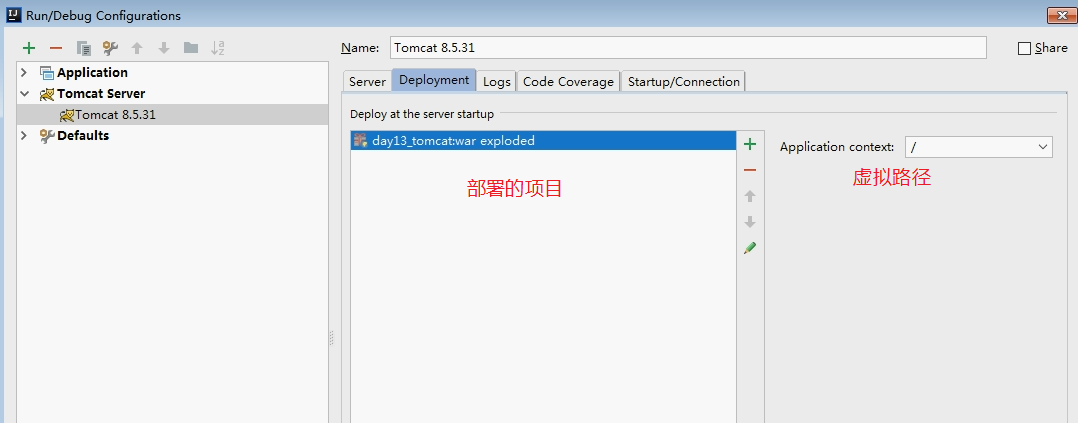 Run/Debug Configurations
Name: Tomcat 8.5.31 Share
Application
Tomcat Server
Tomcat 8.5.31
Defaults
Server Deployment Logs Code Coverage Startup/Connection
Deploy at the server startup
day13_tomcat:war exploded
Application context: /
部署的项目
虚拟路径